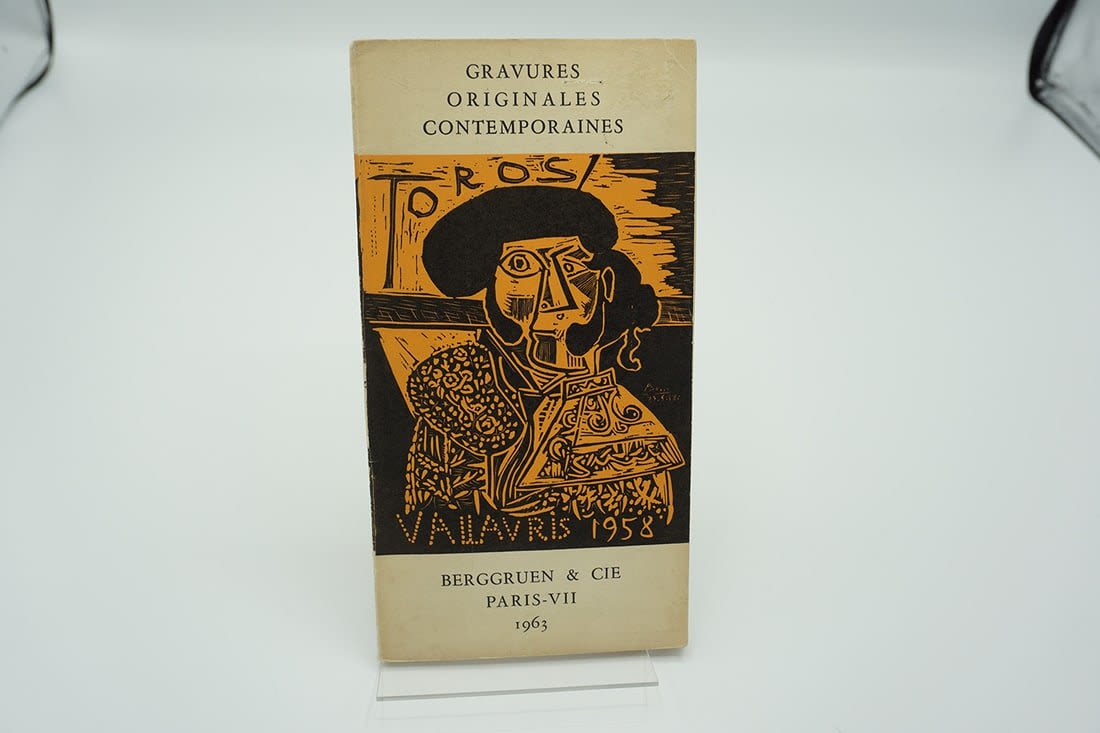 GRAVURES
ORIGINALES
CONTEMPORAINES
TOROS
VALLAURIS 1958
BERGGRUEN & CIE
PARIS-VII
1963